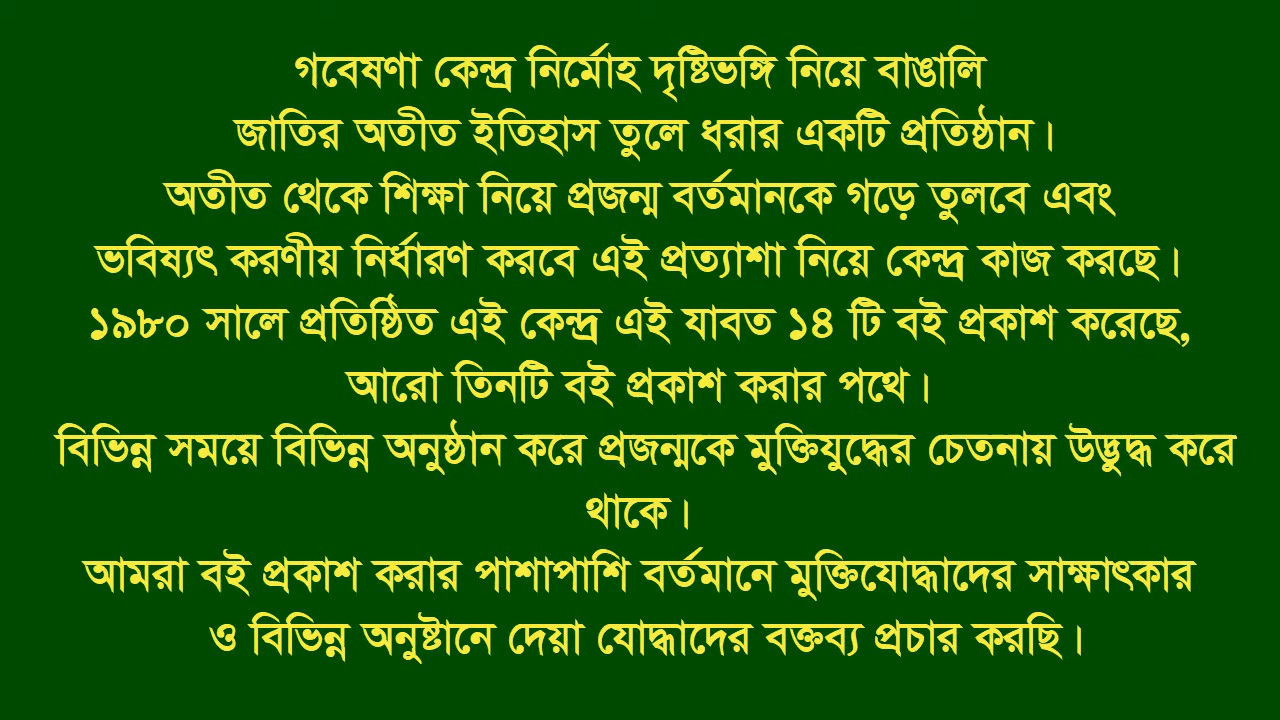 গবেষণা কেন্দ্র নির্মোহ দৃষ্টিভঙ্গি নিয়ে বাঙালি
জাতির অতীত ইতিহাস তুলে ধরার একটি প্রতিষ্ঠান।
অতীত থেকে শিক্ষা নিয়ে প্রজন্ম বর্তমানকে গড়ে তুলবে এবং
ভবিষ্যৎ করণীয় নির্ধারণ করবে এই প্রত্যাশা নিয়ে কেন্দ্র কাজ করছে।
১৯৮০ সালে প্রতিষ্ঠিত এই কেন্দ্র এই যাবত ১৪ টি বই প্রকাশ করেছে,
আরো তিনটি বই প্রকাশ করার পথে।
বিভিন্ন সময়ে বিভিন্ন অনুষ্ঠান করে প্রজন্মকে মুক্তিযুদ্ধের চেতনায় উদ্ভুদ্ধ করে
থাকে।
আমরা বই প্রকাশ করার পাশাপাশি বর্তমানে মুক্তিযোদ্ধাদের সাক্ষাৎকার
ও বিভিন্ন অনুষ্টানে দেয়া যোদ্ধাদের বক্তব্য প্রচার করছি।